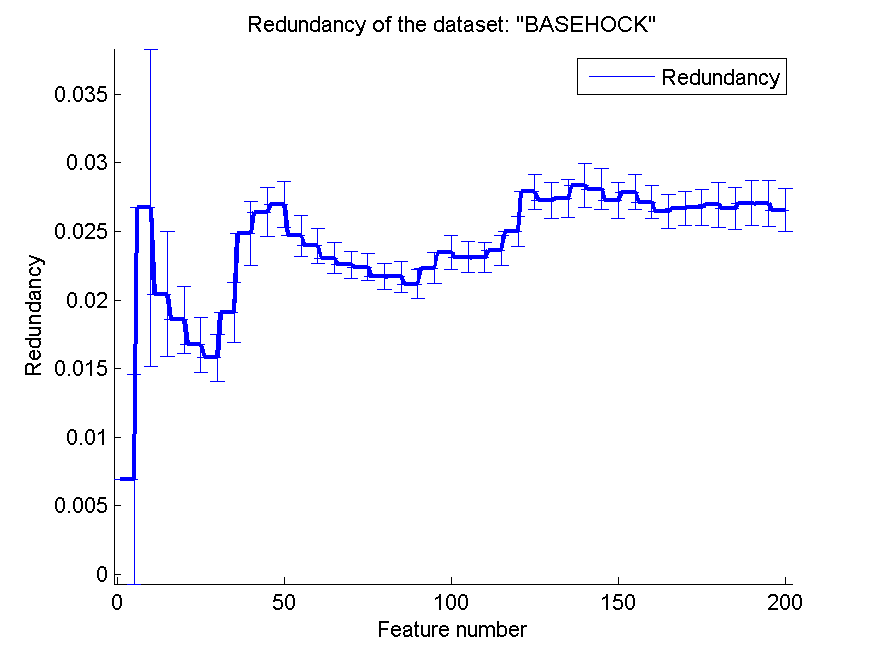 Redundancy of the dataset: "BASEHOCK"
Redundancy
0.035
0.03
0.025
0.02
0.015
0.01
0.005
0
Redundancy
0 50 100 150 200
Feature number